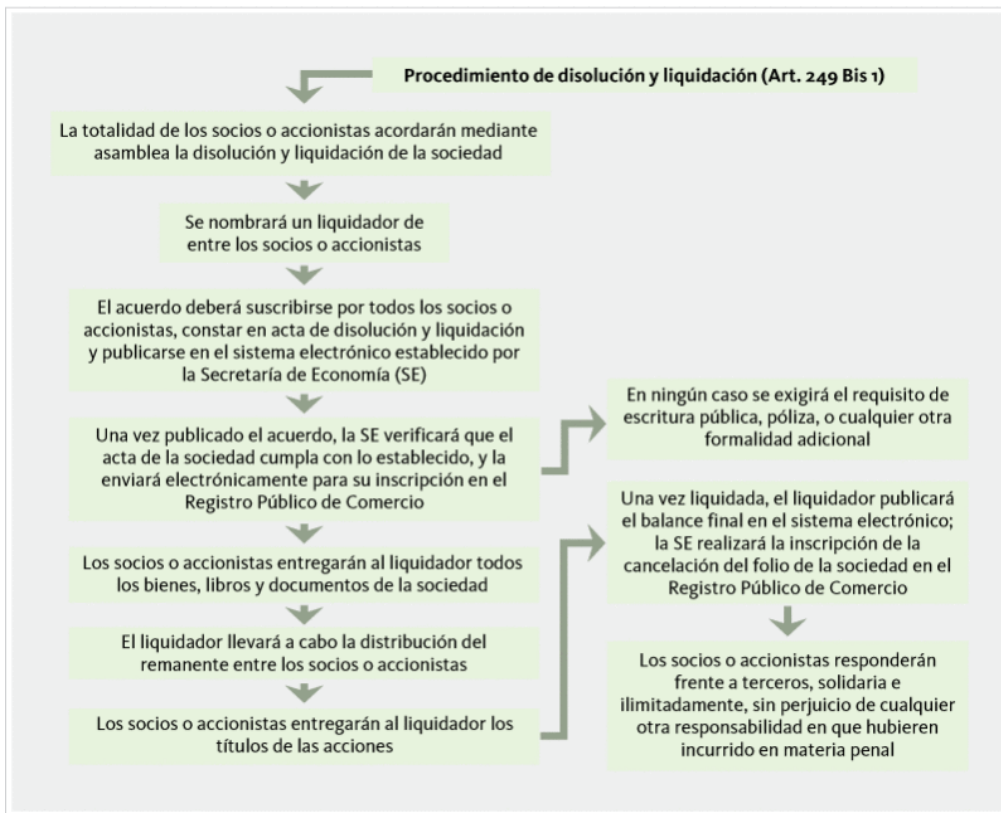 Procedimiento de disolución y liquidación (Art. 249 Bis 1)
La totalidad de los socios o accionistas acordarán mediante
asamblea la disolución y liquidación de la sociedad
Se nombrará un liquidador de
entre los socios o accionistas
El acuerdo deberá suscribirse por todos los socios o
accionistas, constar en acta de disolución y liquidación
y publicarse en el sistema electrónico establecido por
la Secretaría de Economía (SE)
Una vez publicado el acuerdo, la SE verificará que el
acta de la sociedad cumpla con lo establecido, y la
enviará electrónicamente para su inscripción en el
Registro Público de Comercio
En ningún caso se exigirá el requisito de
escritura pública, póliza, o cualquier otra
formalidad adicional
Los socios o accionistas entregarán al liquidador todos
los bienes, libros y documentos de la sociedad
El liquidador llevará a cabo la distribución del
remanente entre los socios o accionistas
Los socios o accionistas entregarán al liquidador los
títulos de las acciones
Una vez liquidada, el liquidador publicará
el balance final en el sistema electrónico;
la SE realizará la inscripción de la
cancelación del folio de la sociedad en el
Registro Público de Comercio
Los socios o accionistas responderán
frente a terceros, solidaria e
ilimitadamente, sin perjuicio de cualquier
otra responsabilidad en que hubieren
incurrido en materia penal